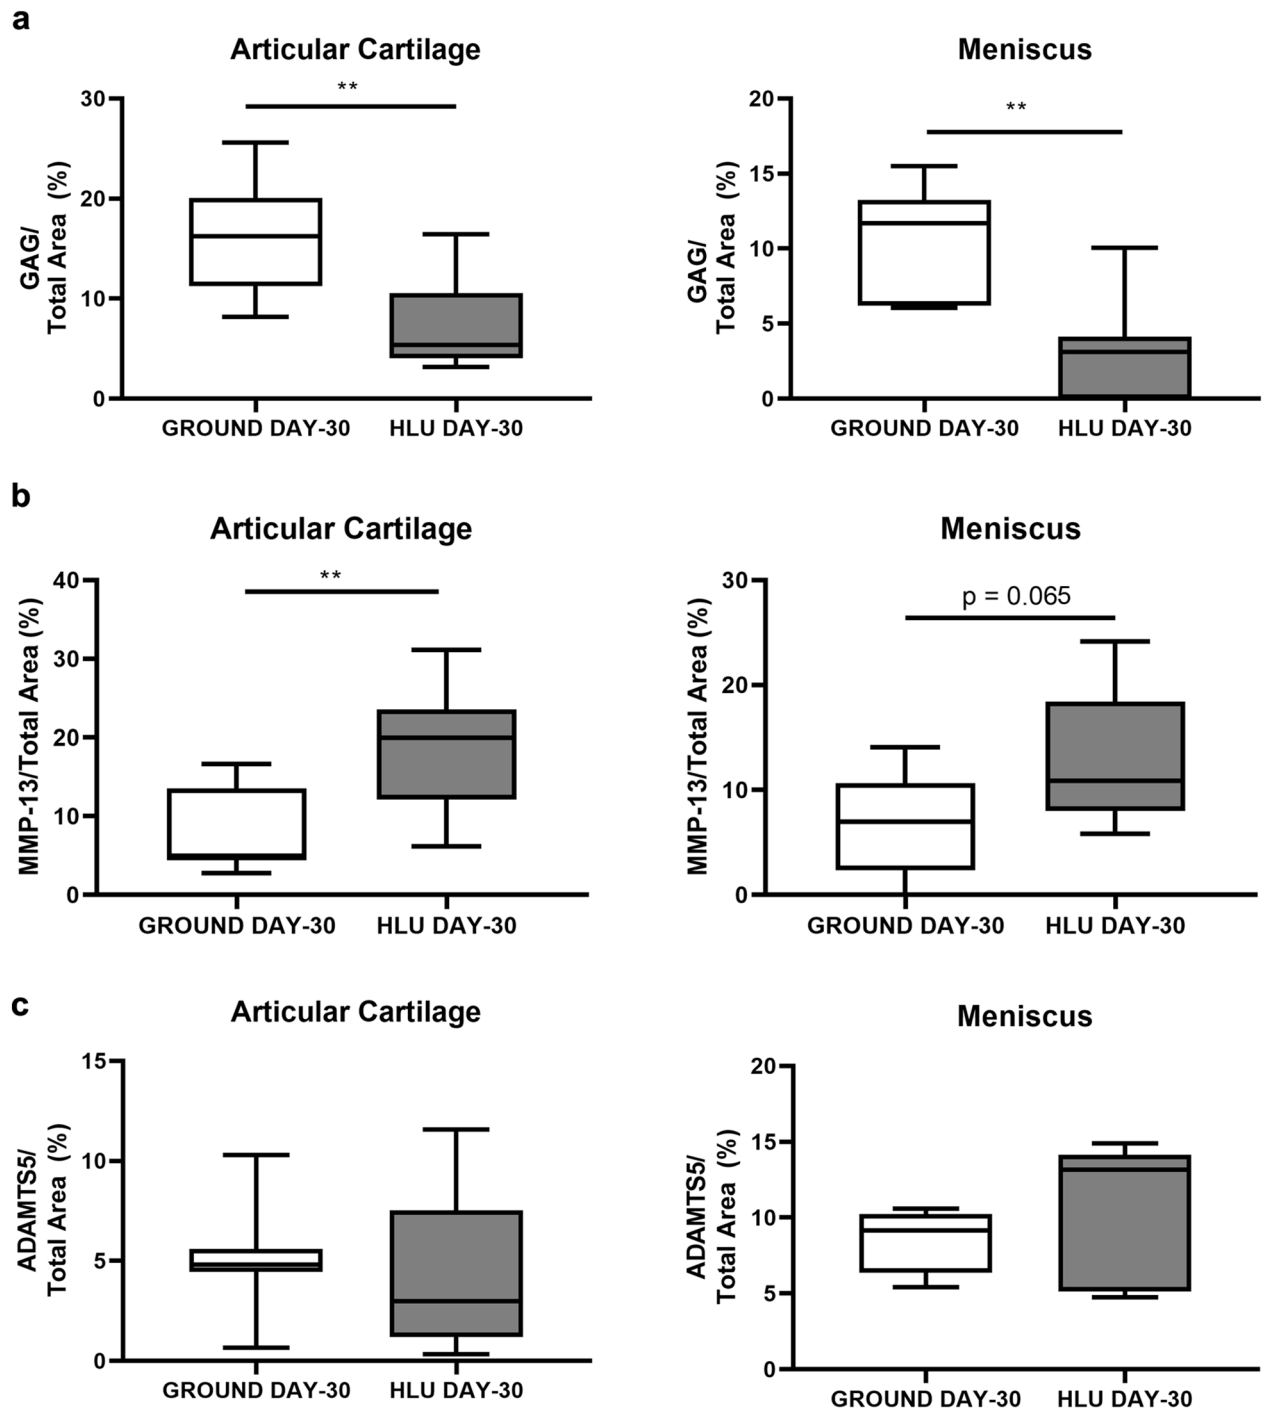 a
Articular Cartilage
**
30
20
10
0
GAG/
Total Area (%)
GROUND DAY-30
HLU DAY-30
Meniscus
**
20
15
10
5
0
GAG/
Total Area (%)
GROUND DAY-30
HLU DAY-30
b
Articular Cartilage
**
40
30
20
10
0
MMP-13/Total Area (%)
GROUND DAY-30
HLU DAY-30
Meniscus
p = 0.065
30
20
10
0
MMP-13/Total Area (%)
GROUND DAY-30
HLU DAY-30
c
Articular Cartilage
15
10
5
0
ADAMTS5/
Total Area (%)
GROUND DAY-30
HLU DAY-30
Meniscus
20
15
10
5
0
ADAMTS5/
Total Area (%)
GROUND DAY-30
HLU DAY-30